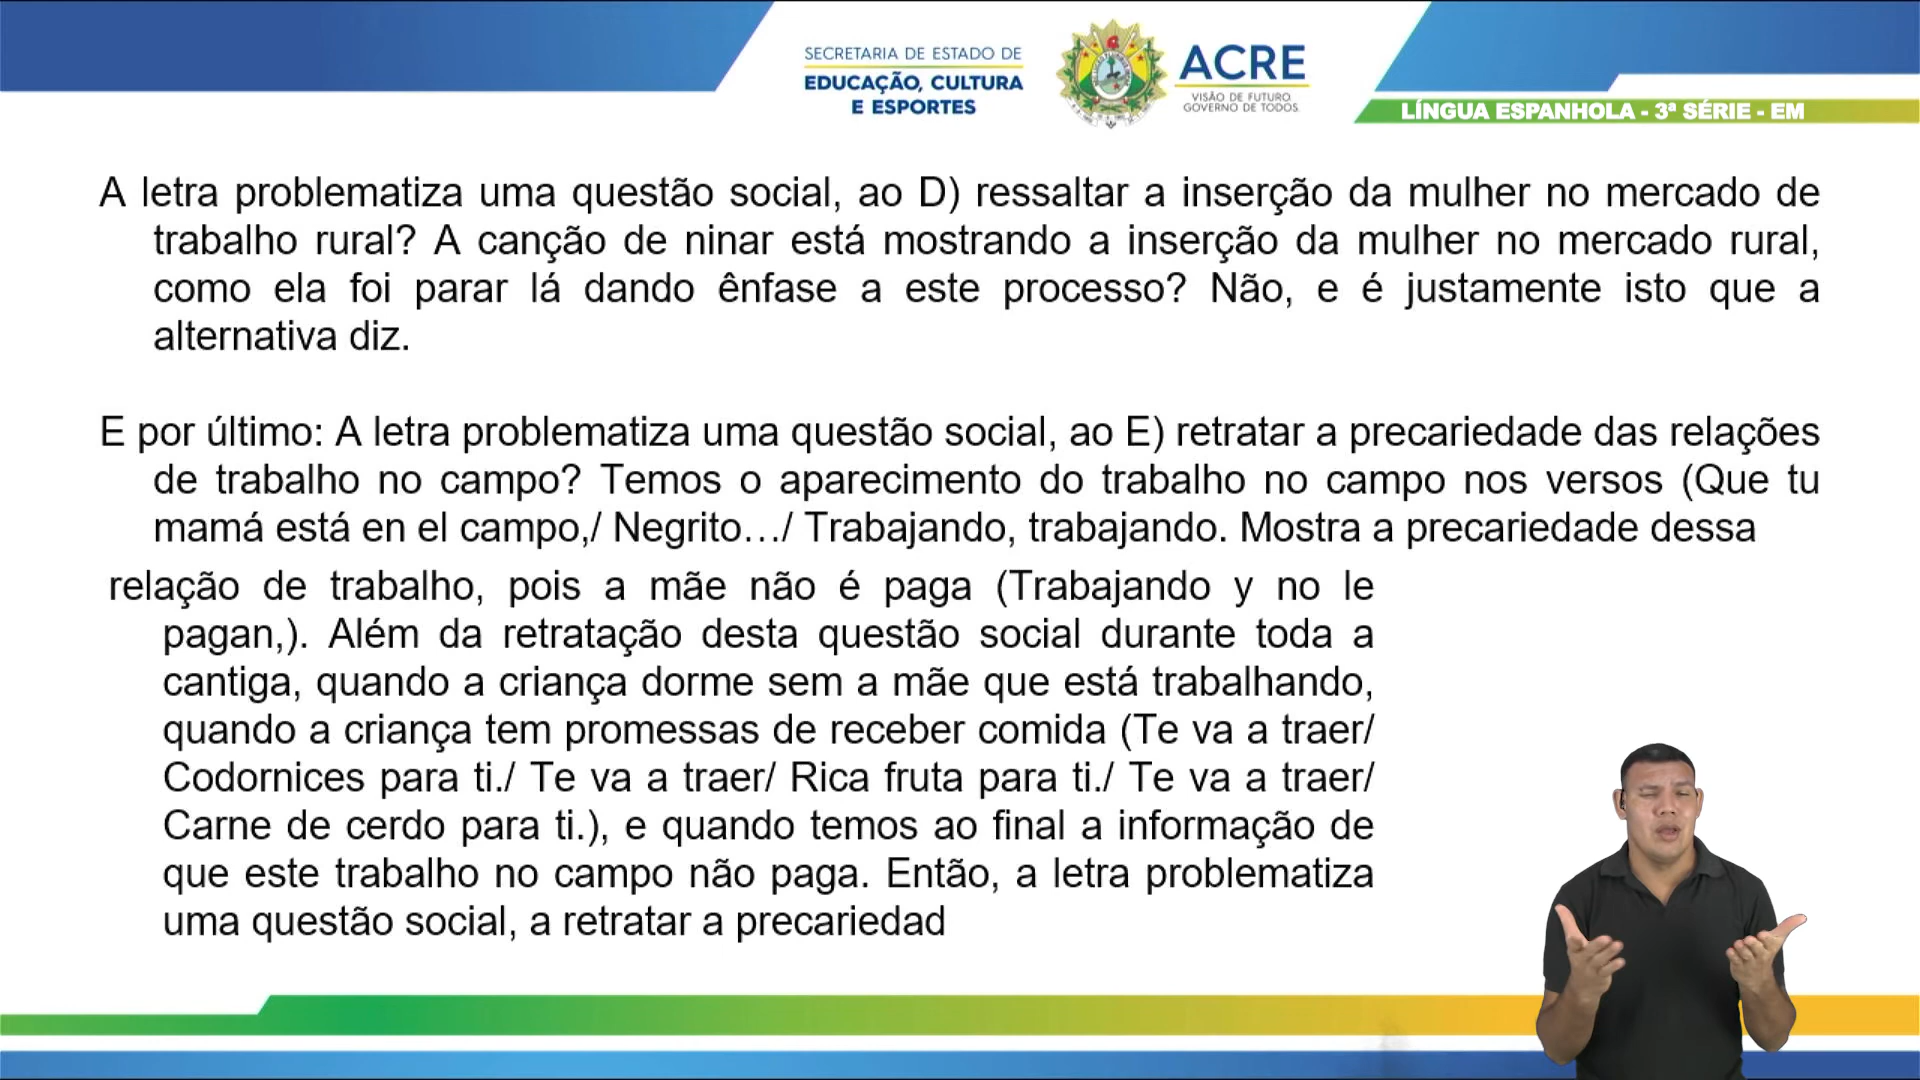 SECRETARIA DE ESTADO DE
EDUCAÇÃO, CULTURA
E ESPORTES
ACRE
VISÃO DE FUTURO.
GOVERNO DE TODOS.
LÍNGUA ESPANHOLA - 3ª SÉRIE - EM
A letra problematiza uma questão social, ao D) ressaltar a inserção da mulher no mercado de
trabalho rural? A canção de ninar está mostrando a inserção da mulher no mercado rural,
como ela foi parar lá dando ênfase a este processo? Não, e é justamente isto que a
alternativa diz.
E por último: A letra problematiza uma questão social, ao E) retratar a precariedade das relações
de trabalho no campo? Temos o aparecimento do trabalho no campo nos versos (Que tu
mamá está en el campo,/ Negrito…/ Trabajando, trabajando. Mostra a precariedade dessa
relação de trabalho, pois a mãe não é paga (Trabajando y no le
pagan,). Além da retratação desta questão social durante toda a
cantiga, quando a criança dorme sem a mãe que está trabalhando,
quando a criança tem promessas de receber comida (Te va a traer/
Codornices para ti./ Te va a traer/ Rica fruta para ti./ Te va a traer/
Carne de cerdo para ti.), e quando temos ao final a informação de
que este trabalho no campo não paga. Então, a letra problematiza
uma questão social, a retratar a precariedad